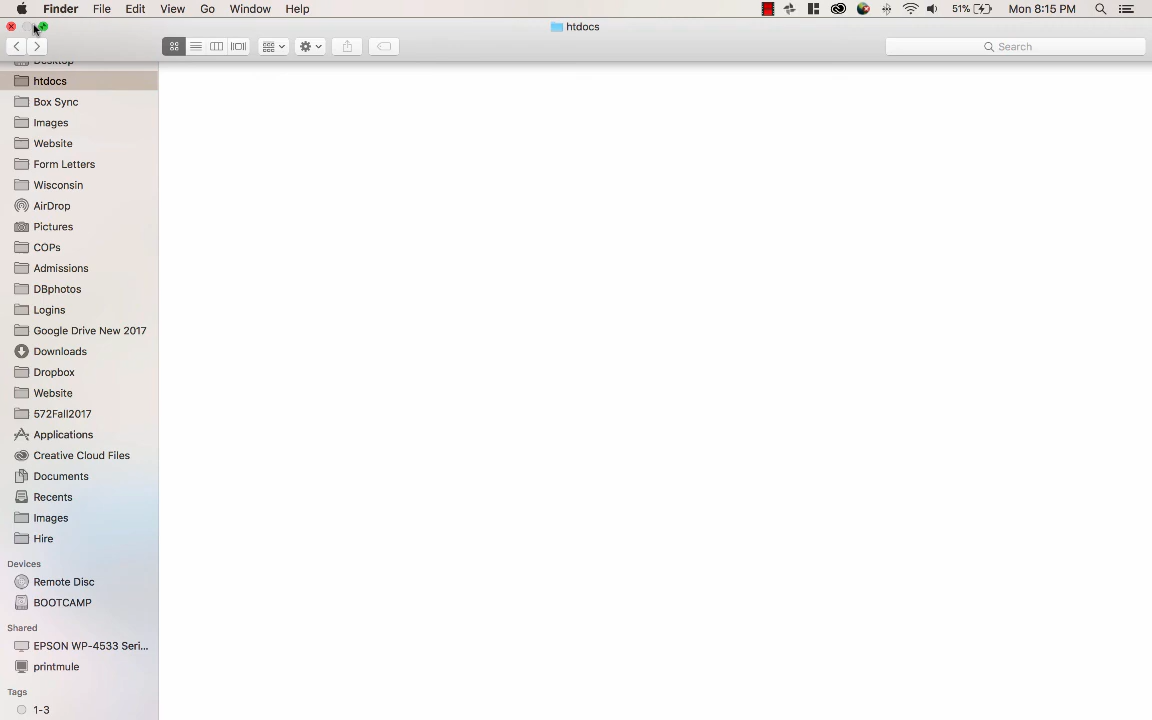 Finder File Edit View Go Window Help 51% Mon 8:15 PM
htdocs
Search
Desktop
htdocs
Box Sync
Images
Website
Form Letters
Wisconsin
AirDrop
Pictures
COPs
Admissions
DBphotos
Logins
Google Drive New 2017
Downloads
Dropbox
Website
572Fall2017
Applications
Creative Cloud Files
Documents
Recents
Images
Hire
Devices
Remote Disc
BOOTCAMP
Shared
EPSON WP-4533 Seri...
printmule
Tags
1-3